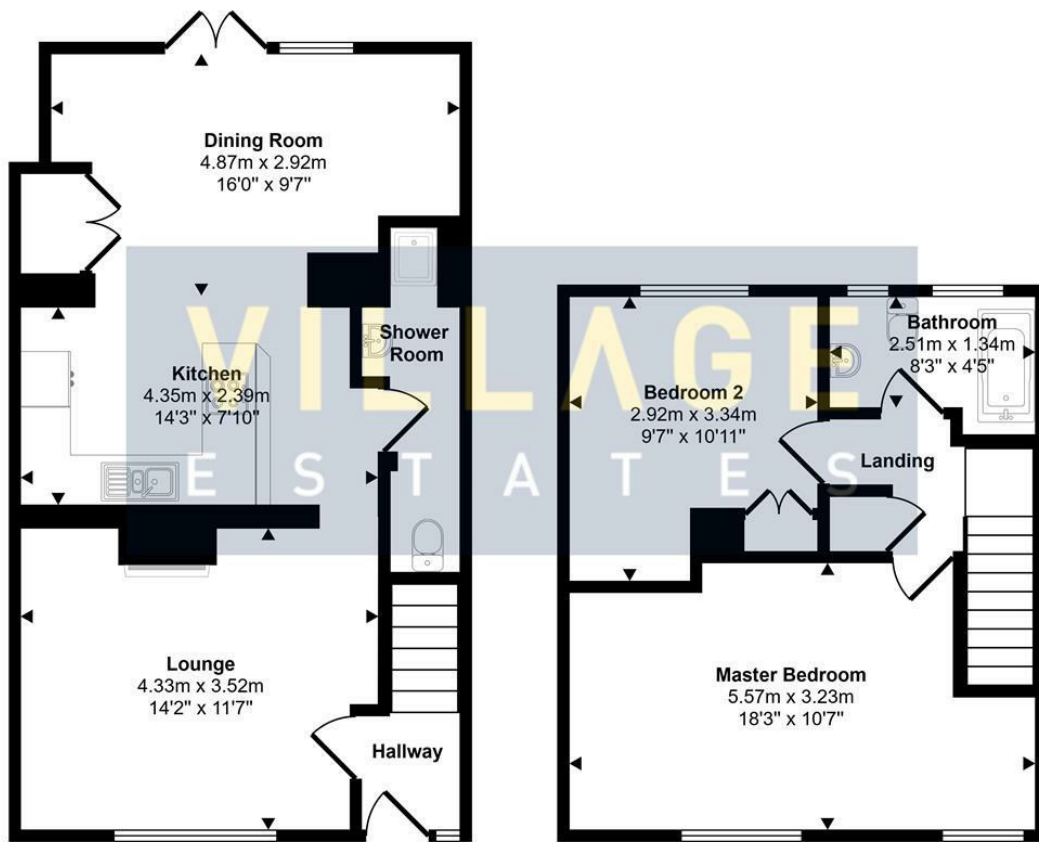 Dining Room
4.87m x 2.92m
16'0" x 9'7"
Shower
Room
Kitchen
4.35m x 2.39m
14'3" x 7'10"
Lounge
4.33m x 3.52m
14'2" x 11'7"
Hallway
Bathroom
2.51m x 1.34m
8'3" x 4'5"
Bedroom 2
2.92m x 3.34m
9'7" x 10'11"
Landing
Master Bedroom
5.57m x 3.23m
18'3" x 10'7"
VILLAGE
ESTATES